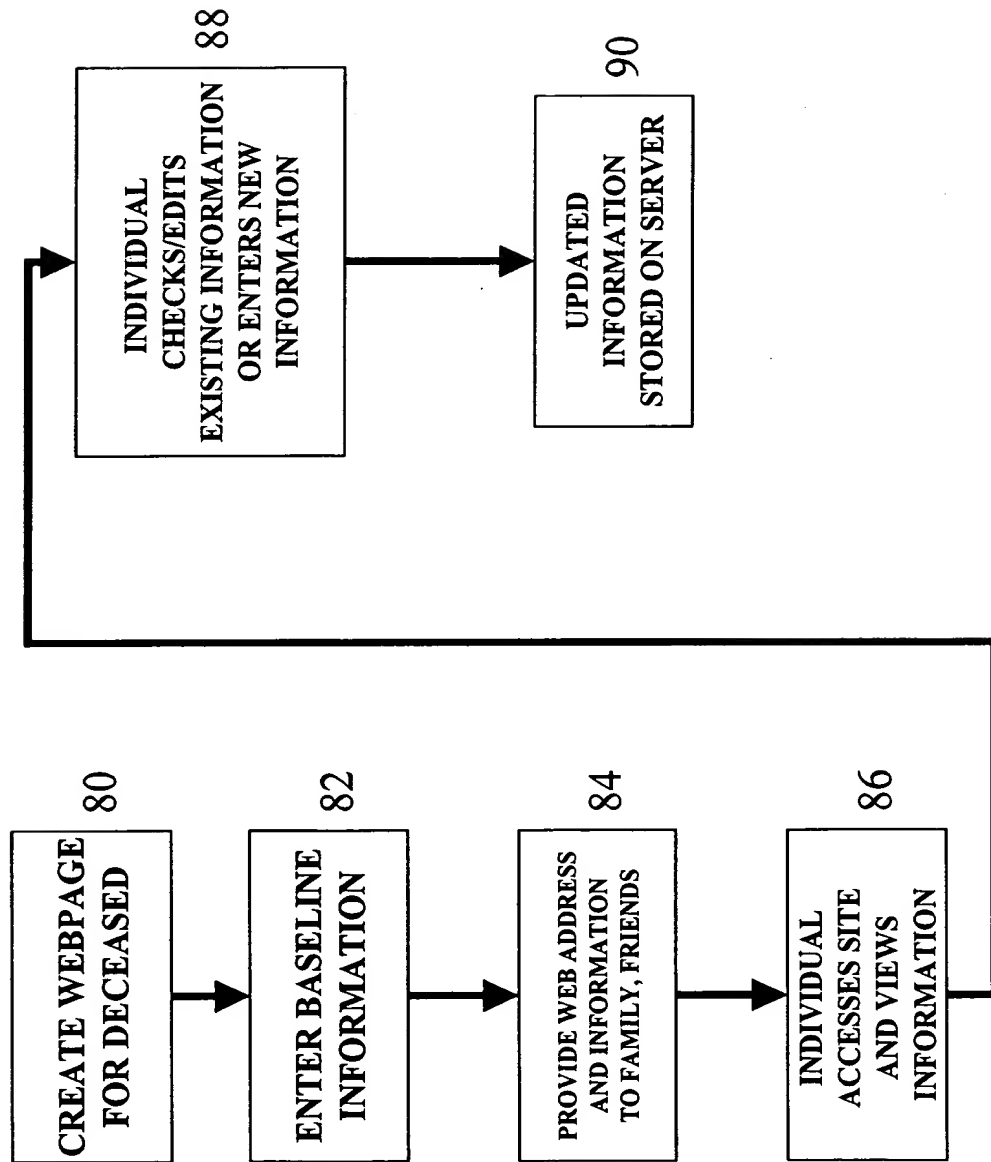 CREATE WEBPAGE
FOR DECEASED
80
ENTER BASELINE
INFORMATION
82
PROVIDE WEB ADDRESS
AND INFORMATION
TO FAMILY, FRIENDS
84
INDIVIDUAL
ACCESSES SITE
AND VIEWS
INFORMATION
86
INDIVIDUAL
CHECKS/EDITS
EXISTING INFORMATION
OR ENTERS NEW
INFORMATION
88
UPDATED
INFORMATION
STORED ON SERVER
90